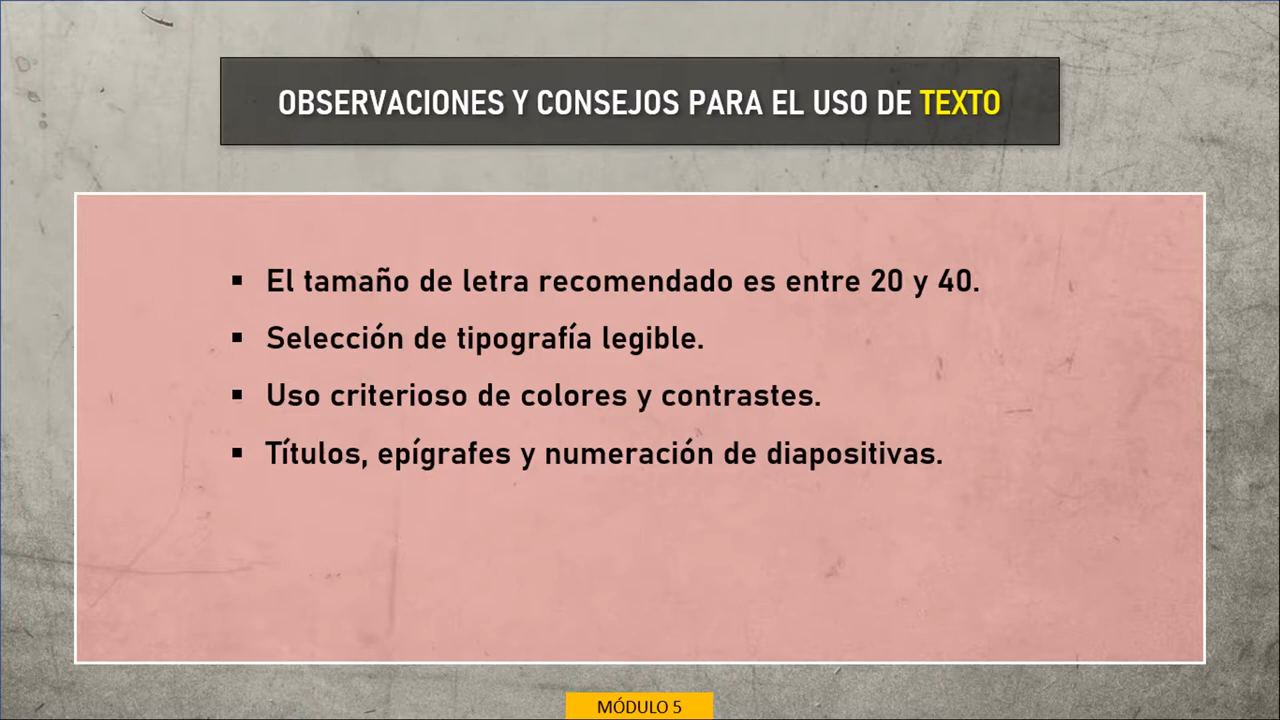 OBSERVACIONES Y CONSEJOS PARA EL USO DE TEXTO
▪ El tamaño de letra recomendado es entre 20 y 40.
▪ Selección de tipografía legible.
▪ Uso criterioso de colores y contrastes.
▪ Títulos, epígrafes y numeración de diapositivas.
MÓDULO 5